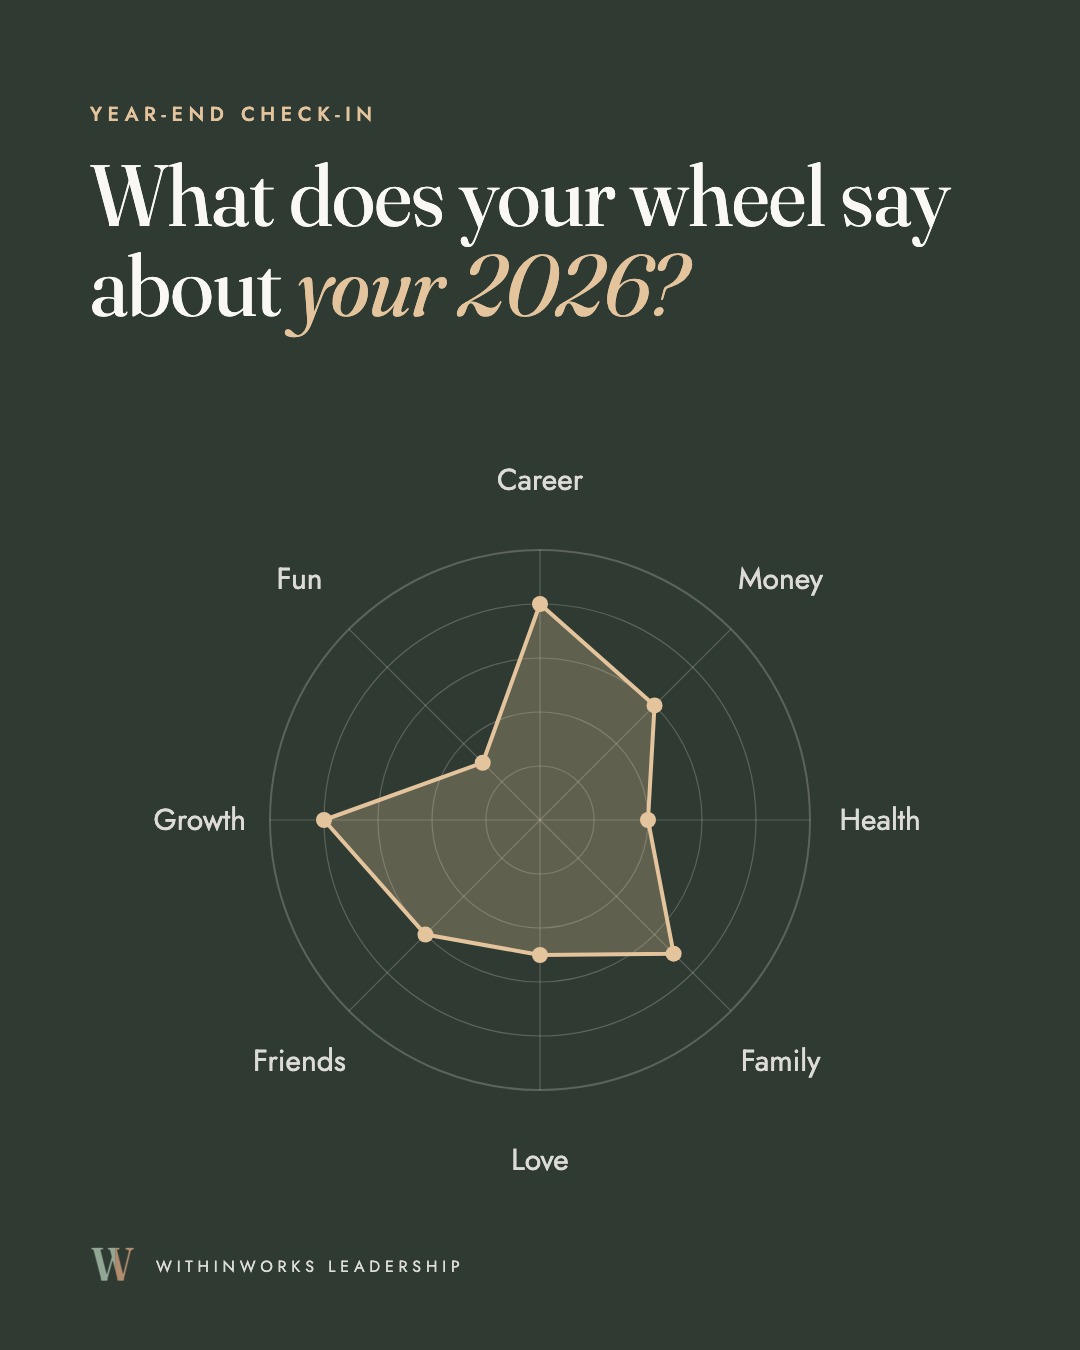 YEAR-END CHECK-IN
What does your wheel say
about your 2026?
Career
Fun
Money
Growth
Health
Friends
Family
Love
W WITHINWORKS LEADERSHIP